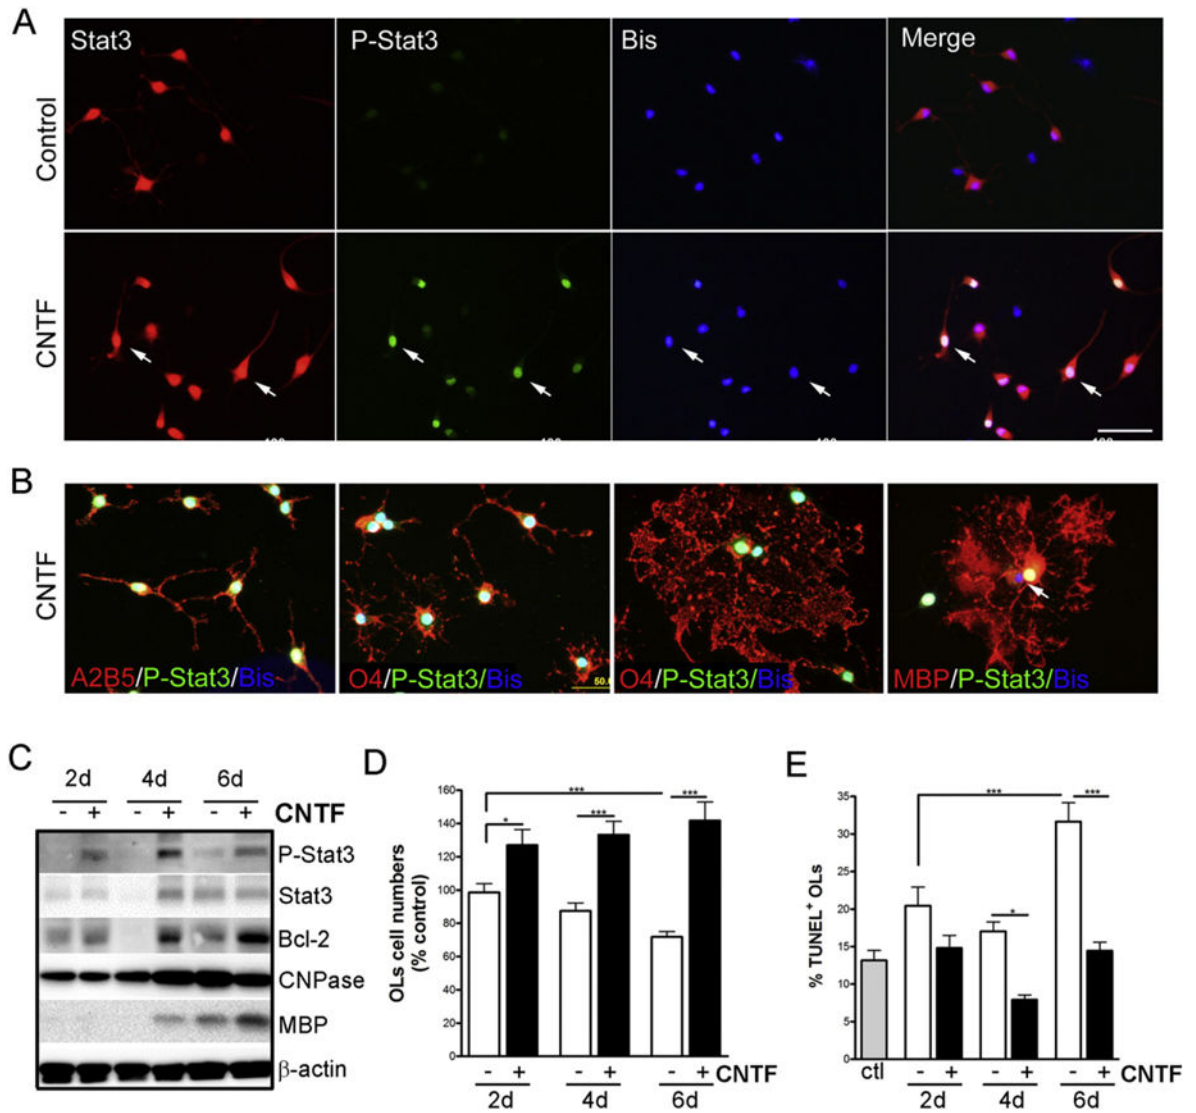 A
Stat3
P-Stat3
Bis
Merge
Control
CNTF
B
CNTF
A2B5/P-Stat3/Bis
O4/P-Stat3/Bis
50.0
O4/P-Stat3/Bis
MBP/P-Stat3/Bis
C
2d 4d 6d
- + - + - + CNTF
P-Stat3
Stat3
Bcl-2
CNPase
MBP
β-actin
D
OLs cell numbers
(% control)
160
140
120
100
80
60
40
20
0
*
***
***
***
- + - + - + CNTF
2d 4d 6d
E
% TUNEL+ OLs
35
30
25
20
15
10
5
0
***
*
***
ctl - + - + - + CNTF
2d 4d 6d